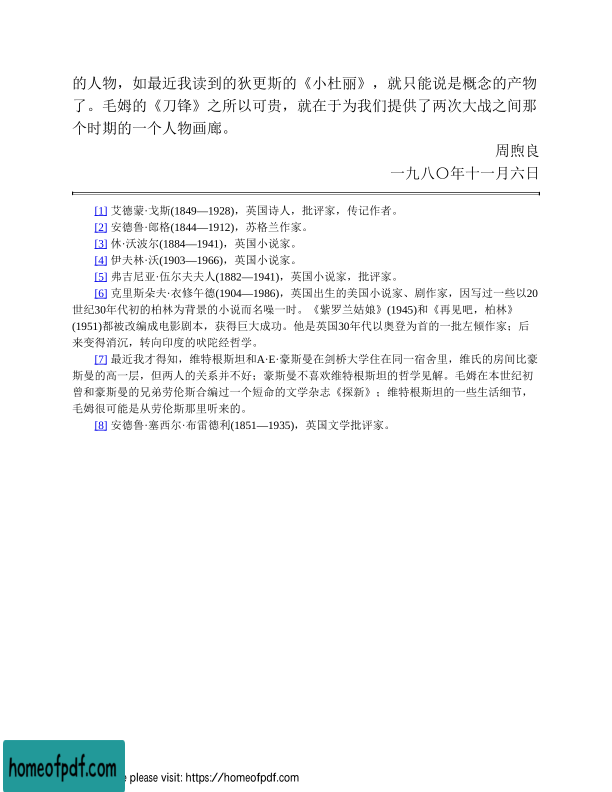 的人物，如最近我读到的狄更斯的《小杜丽》，就只能说是概念的产物
了。毛姆的《刀锋》之所以可贵，就在于为我们提供了两次大战之间那
个时期的一个人物画廊。
周煦良
一九八〇年十一月六日
[1] 艾德蒙·戈斯(1849—1928)，英国诗人，批评家，传记作者。
[2] 安德鲁·郎格(1844—1912)，苏格兰作家。
[3] 休·沃波尔(1884—1941)，英国小说家。
[4] 伊夫林·沃(1903—1966)，英国小说家。
[5] 弗吉尼亚·伍尔夫夫人(1882—1941)，英国小说家，批评家。
[6] 克里斯朵夫·衣修午德(1904—1986)，英国出生的美国小说家、剧作家，因写过一些以20
世纪30年代初的柏林为背景的小说而名噪一时。《紫罗兰姑娘》(1945)和《再见吧，柏林》
(1951)都被改编成电影剧本，获得巨大成功。他是英国30年代以奥登为首的一批左倾作家；后
来变得消沉，转向印度的吠陀经哲学。
[7] 最近我才得知，维特根斯坦和A·E·豪斯曼在剑桥大学住在同一宿舍里，维氏的房间比豪
斯曼的高一层，但两人的关系并不好；豪斯曼不喜欢维特根斯坦的哲学见解。毛姆在本世纪初
曾和豪斯曼的兄弟劳伦斯合编过一个短命的文学杂志《探新》；维特根斯坦的一些生活细节，
毛姆很可能是从劳伦斯那里听来的。
[8] 安德鲁·塞西尔·布雷德利(1851—1935)，英国文学批评家。
homeofpdf.com
e please visit: https://homeofpdf.com